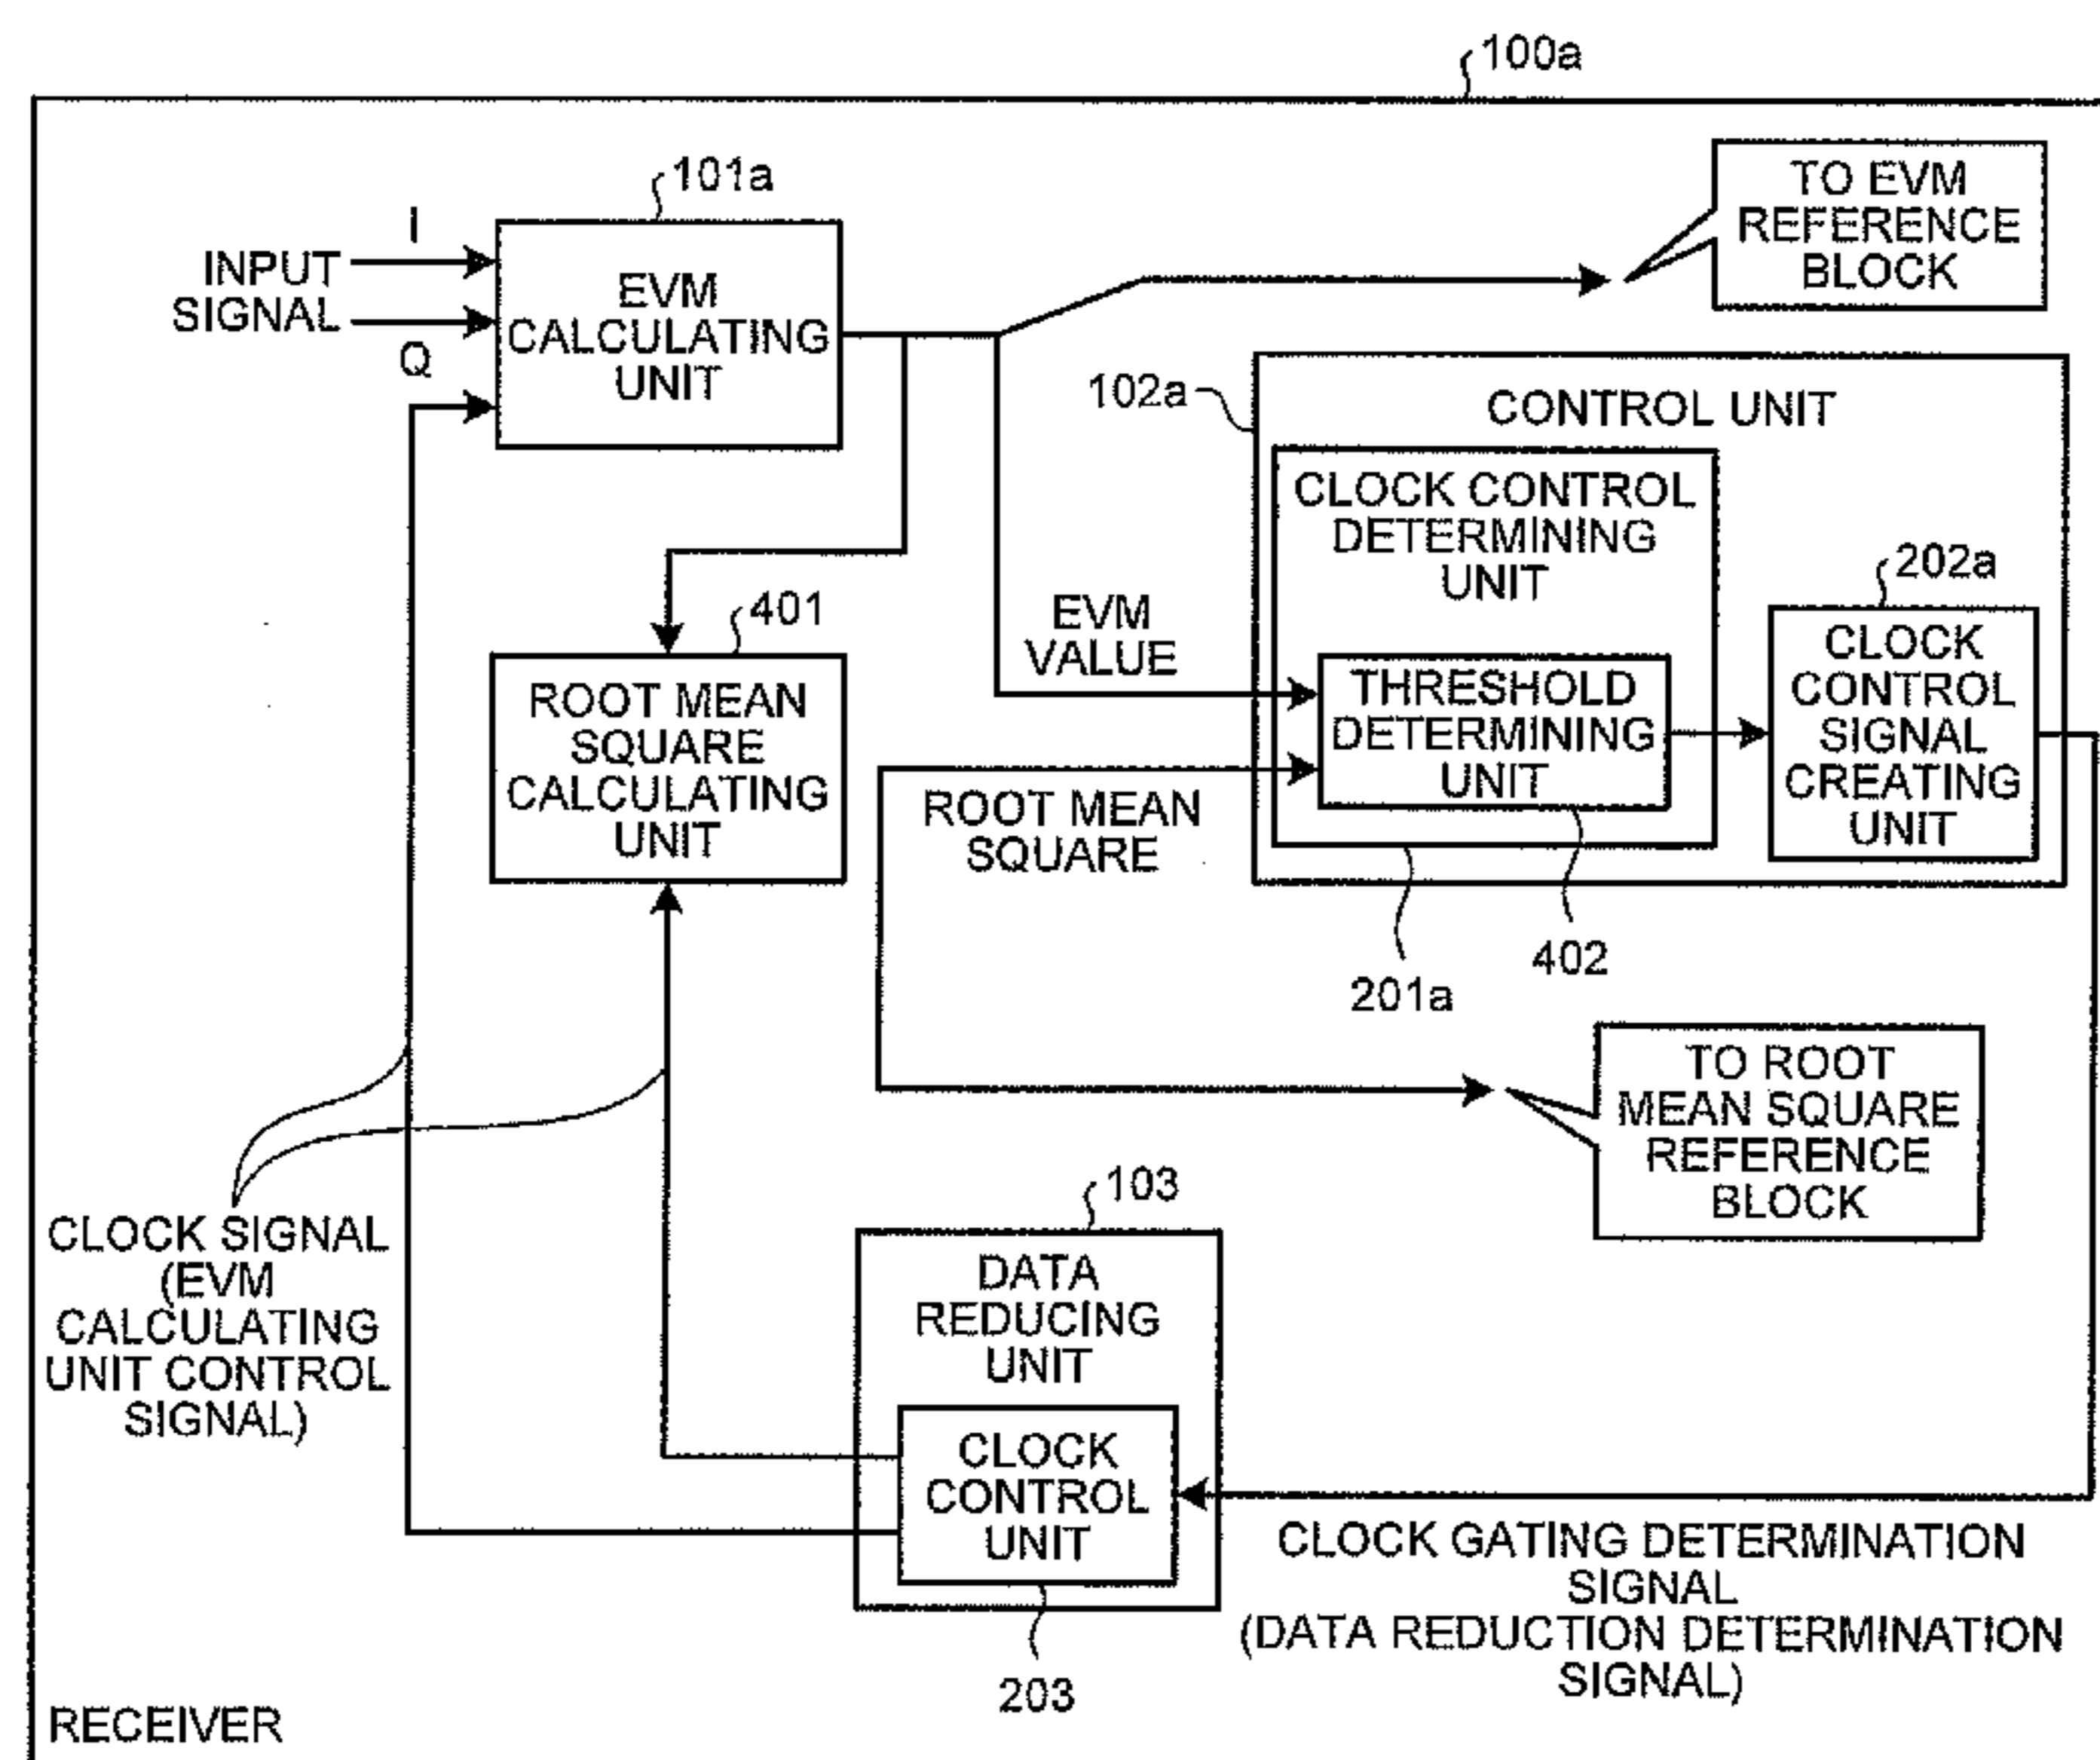 100a
101a
TO EVM
REFERENCE
BLOCK
I
INPUT
SIGNAL
Q
EVM
CALCULATING
UNIT
102a
CONTROL UNIT
CLOCK CONTROL
DETERMINING
UNIT
202a
401
EVM
VALUE
ROOT MEAN
SQUARE
CALCULATING
UNIT
THRESHOLD
DETERMINING
UNIT
CLOCK
CONTROL
SIGNAL
CREATING
UNIT
ROOT MEAN
SQUARE
402
201a
TO ROOT
MEAN SQUARE
REFERENCE
BLOCK
103
CLOCK SIGNAL
(EVM
CALCULATING
UNIT CONTROL
SIGNAL)
DATA
REDUCING
UNIT
CLOCK
CONTROL
UNIT
CLOCK GATING DETERMINATION
SIGNAL
(DATA REDUCTION DETERMINATION
SIGNAL)
203
RECEIVER